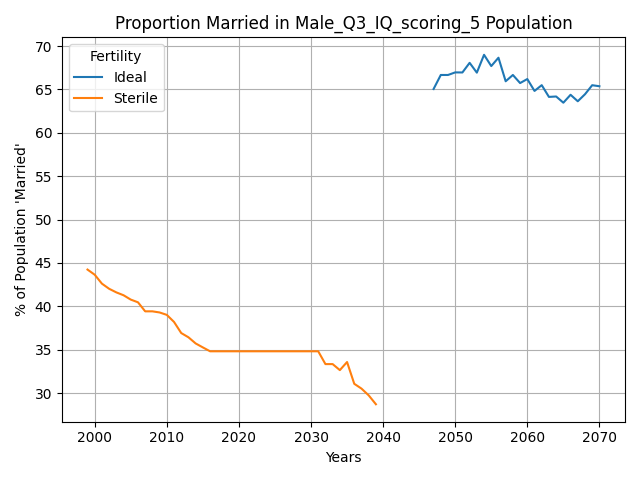 Proportion Married in Male_Q3_IQ_scoring_5 Population
% of Population 'Married'
70
65
60
55
50
45
40
35
30
Fertility
Ideal
Sterile
2000 2010 2020 2030 2040 2050 2060 2070
Years